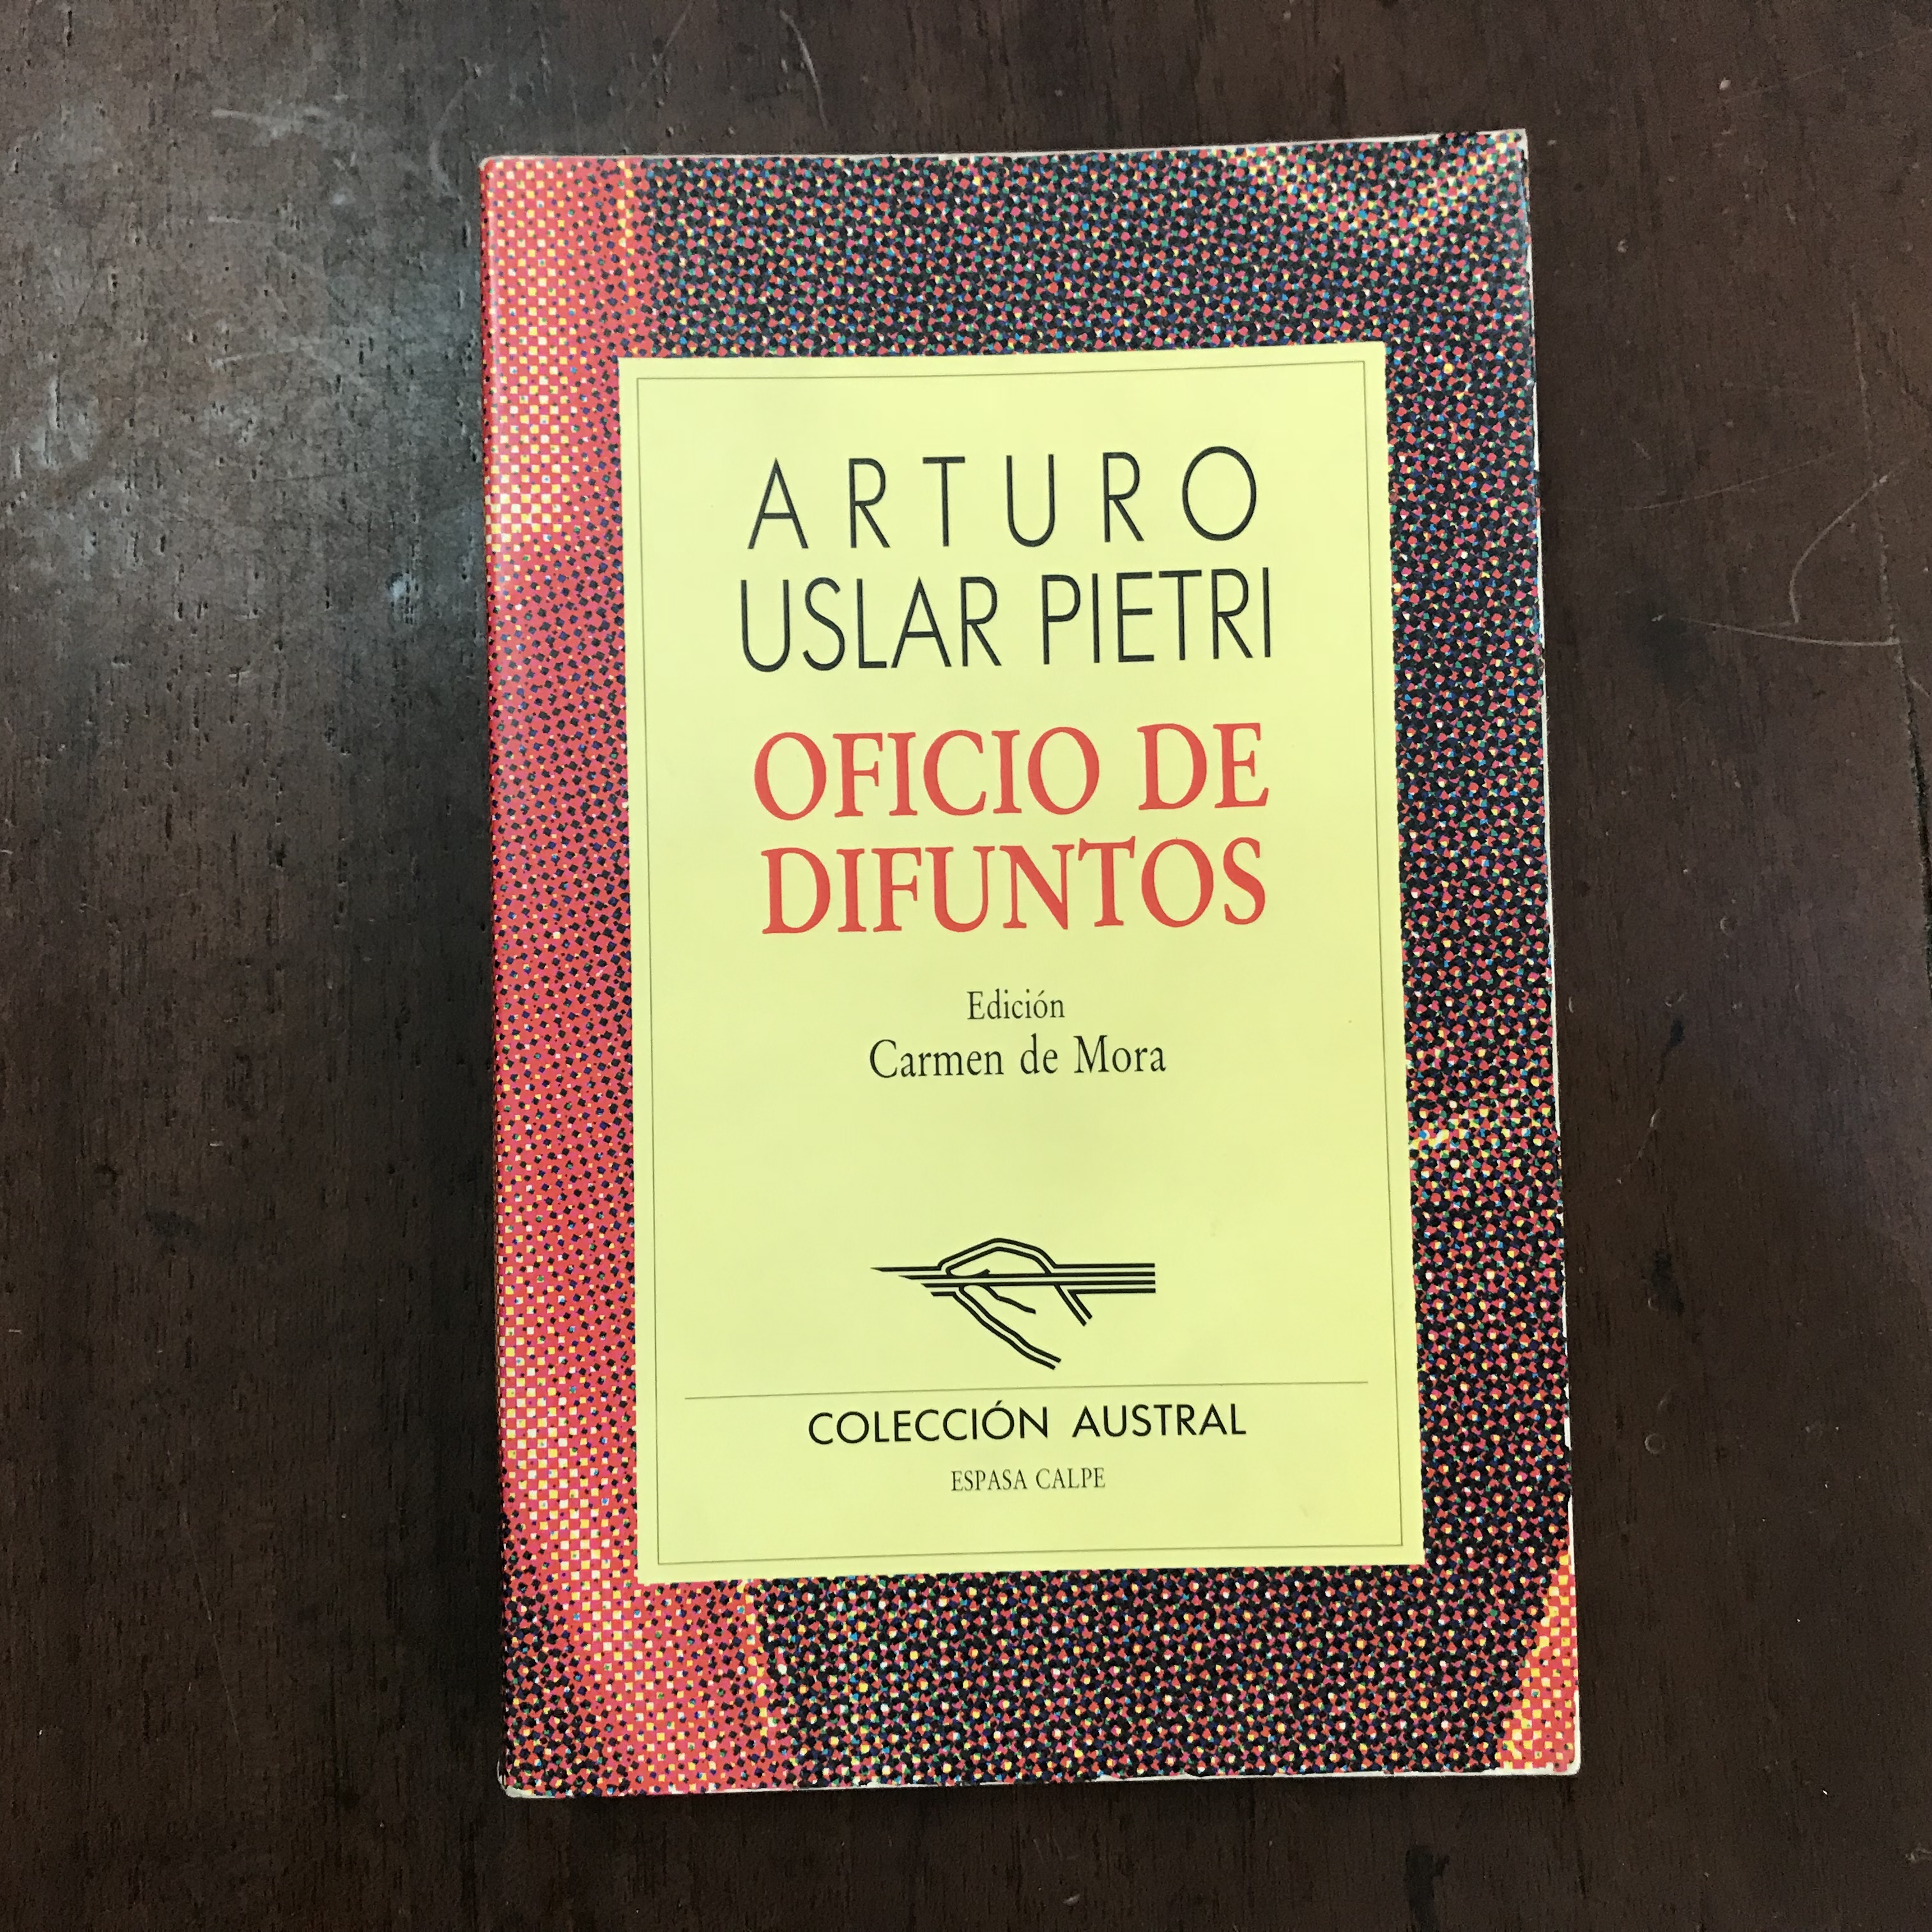 ARTURO
USLAR PIETRI
OFICIO DE
DIFUNTOS
Edición
Carmen de Mora
COLECCIÓN AUSTRAL
ESPASA CALPE